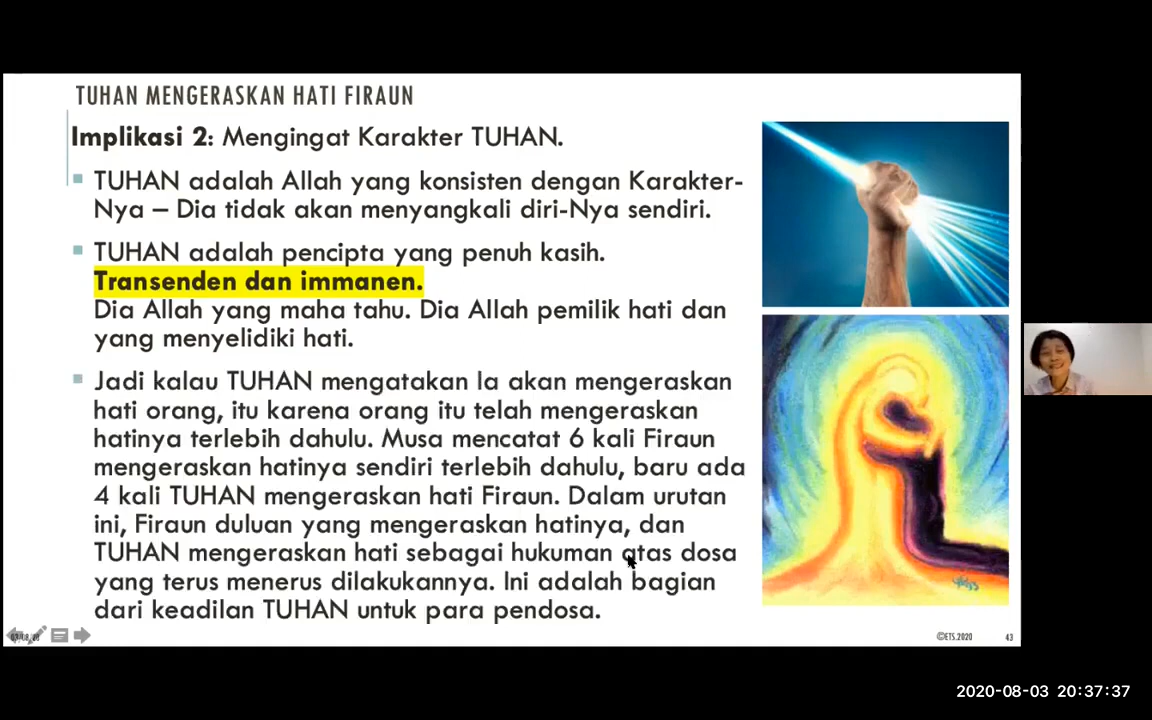 TUHAN MENGERASKAN HATI FIRAUN
Implikasi 2: Mengingat Karakter TUHAN.
TUHAN adalah Allah yang konsisten dengan Karakter-
Nya – Dia tidak akan menyangkali diri-Nya sendiri.
TUHAN adalah pencipta yang penuh kasih.
Transenden dan immanen.
Dia Allah yang maha tahu. Dia Allah pemilik hati dan
yang menyelidiki hati.
Jadi kalau TUHAN mengatakan Ia akan mengeraskan
hati orang, itu karena orang itu telah mengeraskan
hatinya terlebih dahulu. Musa mencatat 6 kali Firaun
mengeraskan hatinya sendiri terlebih dahulu, baru ada
4 kali TUHAN mengeraskan hati Firaun. Dalam urutan
ini, Firaun duluan yang mengeraskan hatinya, dan
TUHAN mengeraskan hati sebagai hukuman atas dosa
yang terus menerus dilakukannya. Ini adalah bagian
dari keadilan TUHAN untuk para pendosa.
©ETS.2020
43
2020-08-03 20:37:37